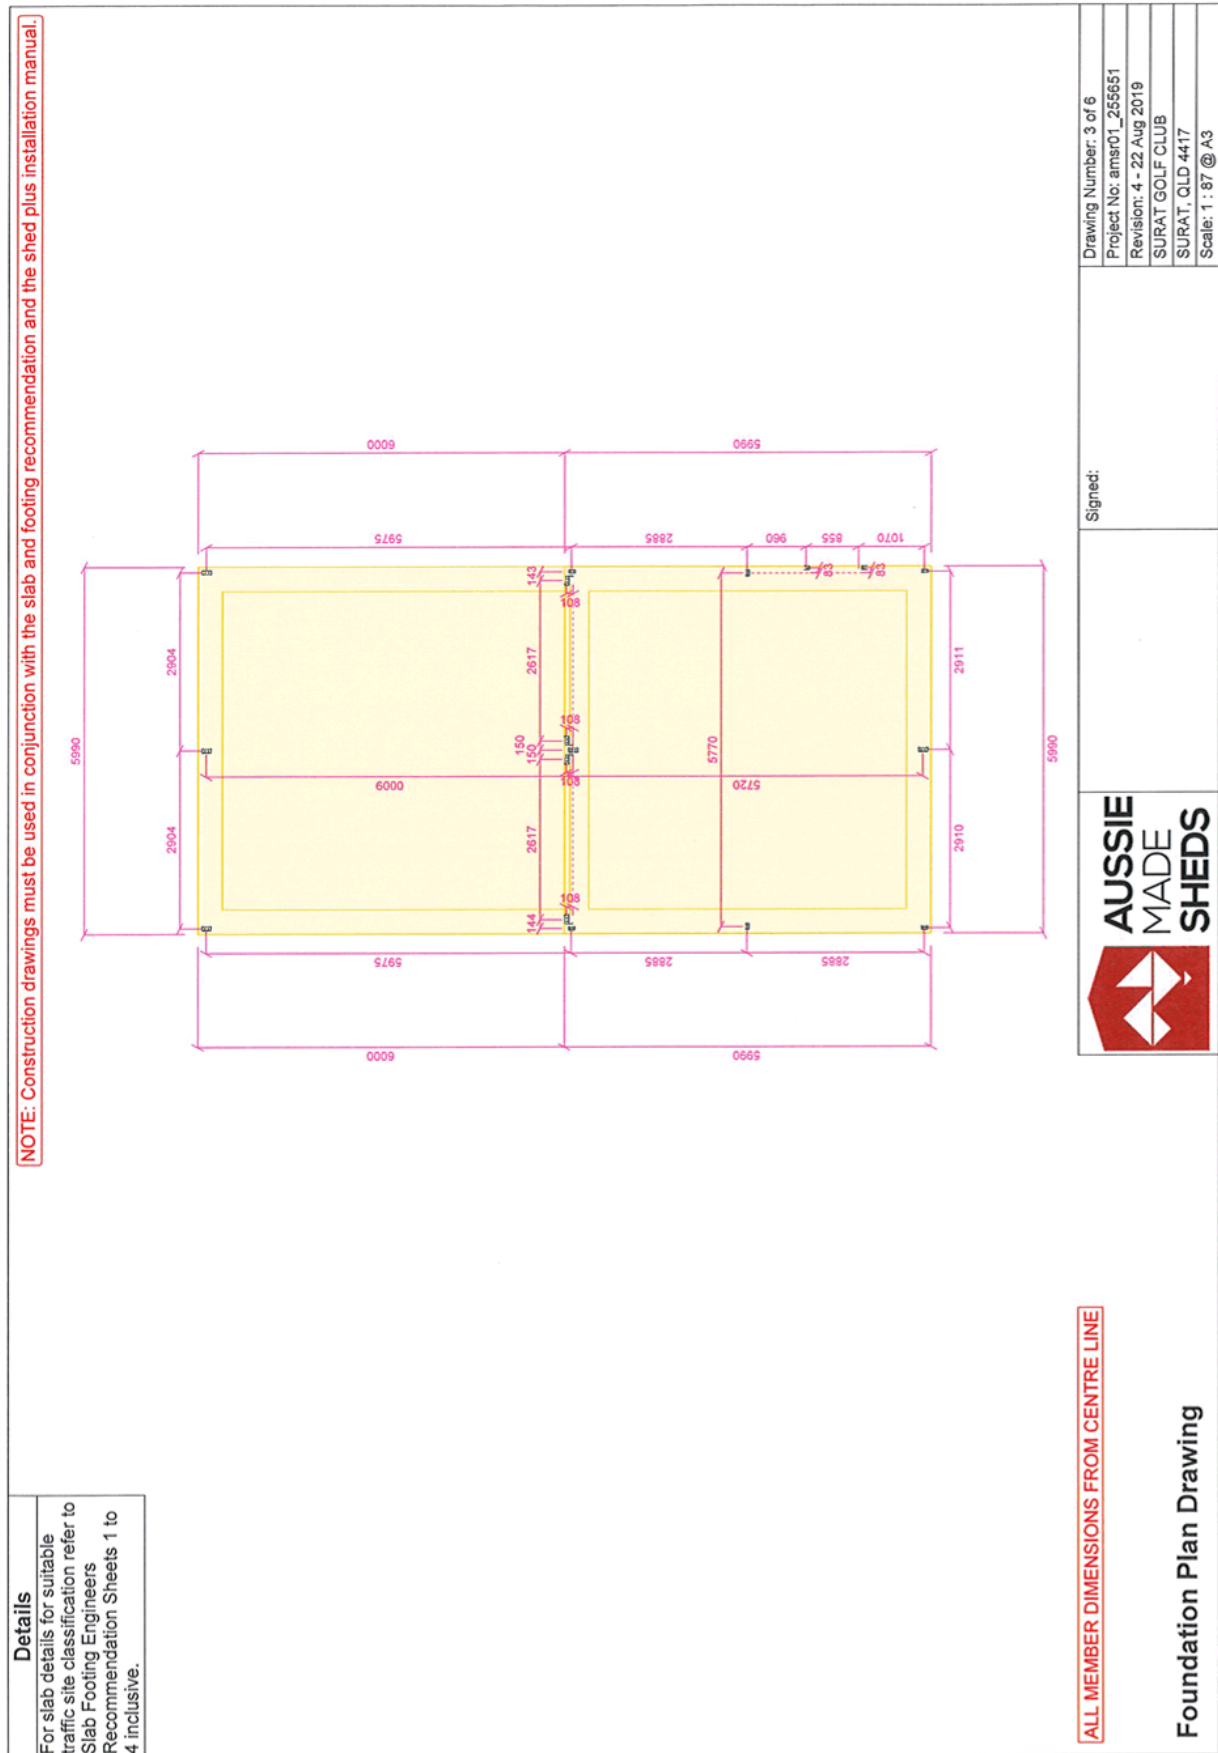 NOTE: Construction drawings must be used in conjunction with the slab and footing recommendation and the shed plus installation manual.
Details
For slab details for suitable
traffic site classification refer to
Slab Footing Engineers
Recommendation Sheets 1 to
4 inclusive.
5990
2904
2904
6000
5990
5975
2885
960
855
1070
83
83
143
2617
150
150
2617
144
108
108
108
108
6000
5720
5770
5975
2885
2885
6000
5990
2911
2910
5990
ALL MEMBER DIMENSIONS FROM CENTRE LINE
Foundation Plan Drawing
AUSSIE
MADE
SHEDS
Signed:
Drawing Number: 3 of 6
Project No: amsr01_255651
Revision: 4 - 22 Aug 2019
SURAT GOLF CLUB
SURAT, QLD 4417
Scale: 1 : 87 @ A3